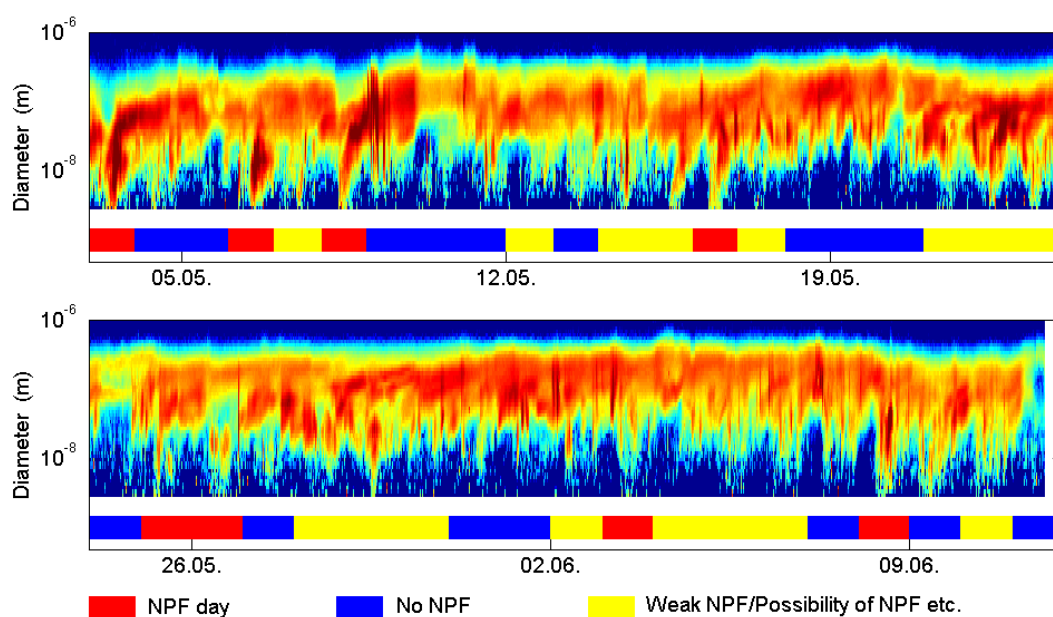 10-6
Diameter (m)
10-8
05.05. 12.05. 19.05.
10-6
Diameter (m)
10-8
26.05. 02.06. 09.06.
NPF day No NPF Weak NPF/Possibility of NPF etc.